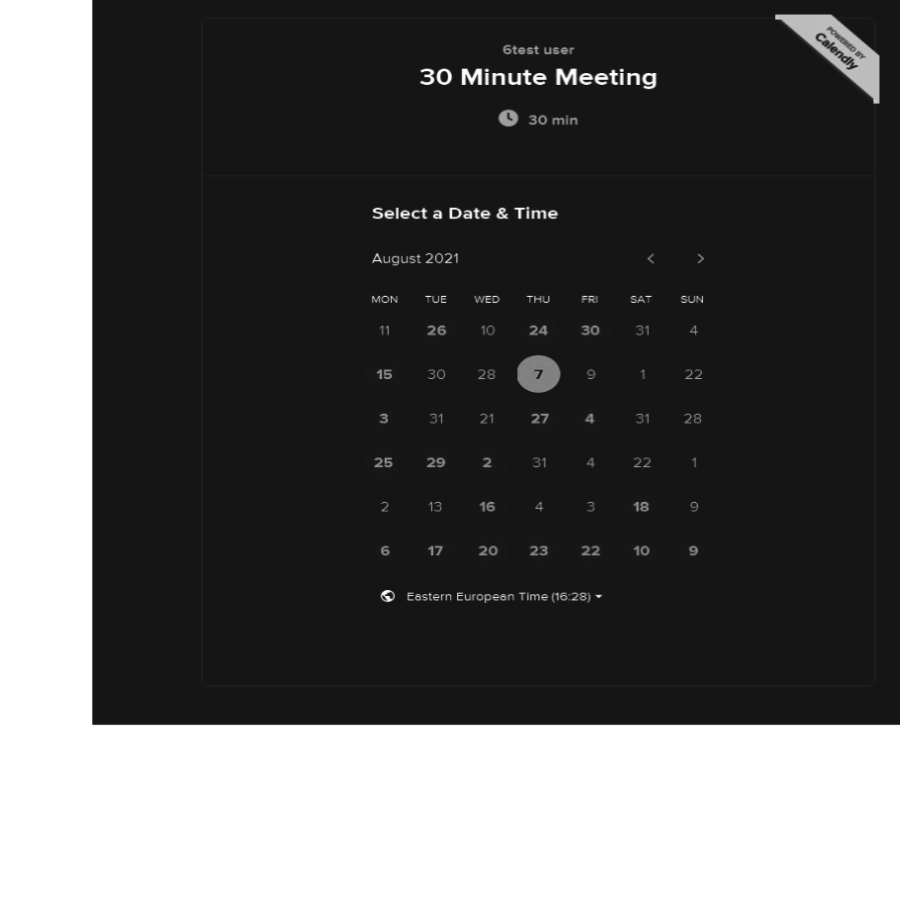 POWERED BY
Calendly
6test user
30 Minute Meeting
30 min
Select a Date & Time
August 2021
MON TUE WED THU FRI SAT SUN
11 26 10 24 30 31 4
15 30 28 7 9 1 22
3 31 21 27 4 31 28
25 29 2 31 4 22 1
2 13 16 4 3 18 9
6 17 20 23 22 10 9
Eastern European Time (16:28)